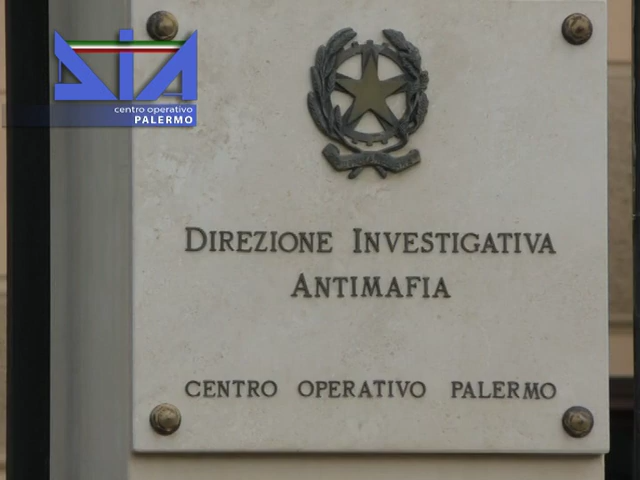 DIA
centro operativo
PALERMO
DIREZIONE INVESTIGATIVA
ANTIMAFIA
CENTRO OPERATIVO PALERMO